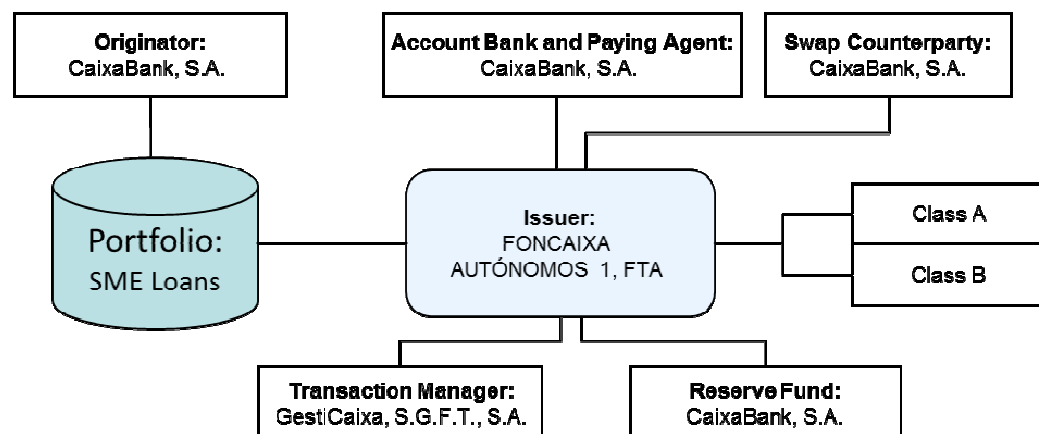 Originator:
CaixaBank, S.A.
Account Bank and Paying Agent:
CaixaBank, S.A.
Swap Counterparty:
CaixaBank, S.A.
Portfolio:
SME Loans
Issuer:
FONCAIXA
AUTÓNOMOS 1, FTA
Class A
Class B
Transaction Manager:
GestiCaixa, S.G.F.T., S.A.
Reserve Fund:
CaixaBank, S.A.